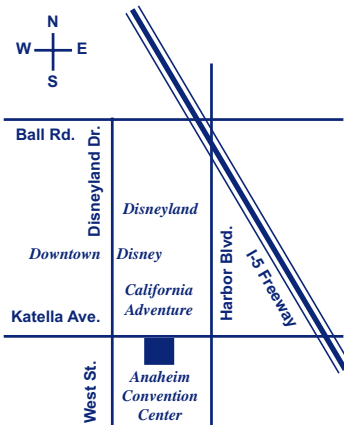 N
W E
S
Ball Rd.
Disneyland Dr.
Disneyland
Downtown Disney
California
Adventure
Harbor Blvd.
I-5 Freeway
Katella Ave.
West St.
Anaheim
Convention
Center